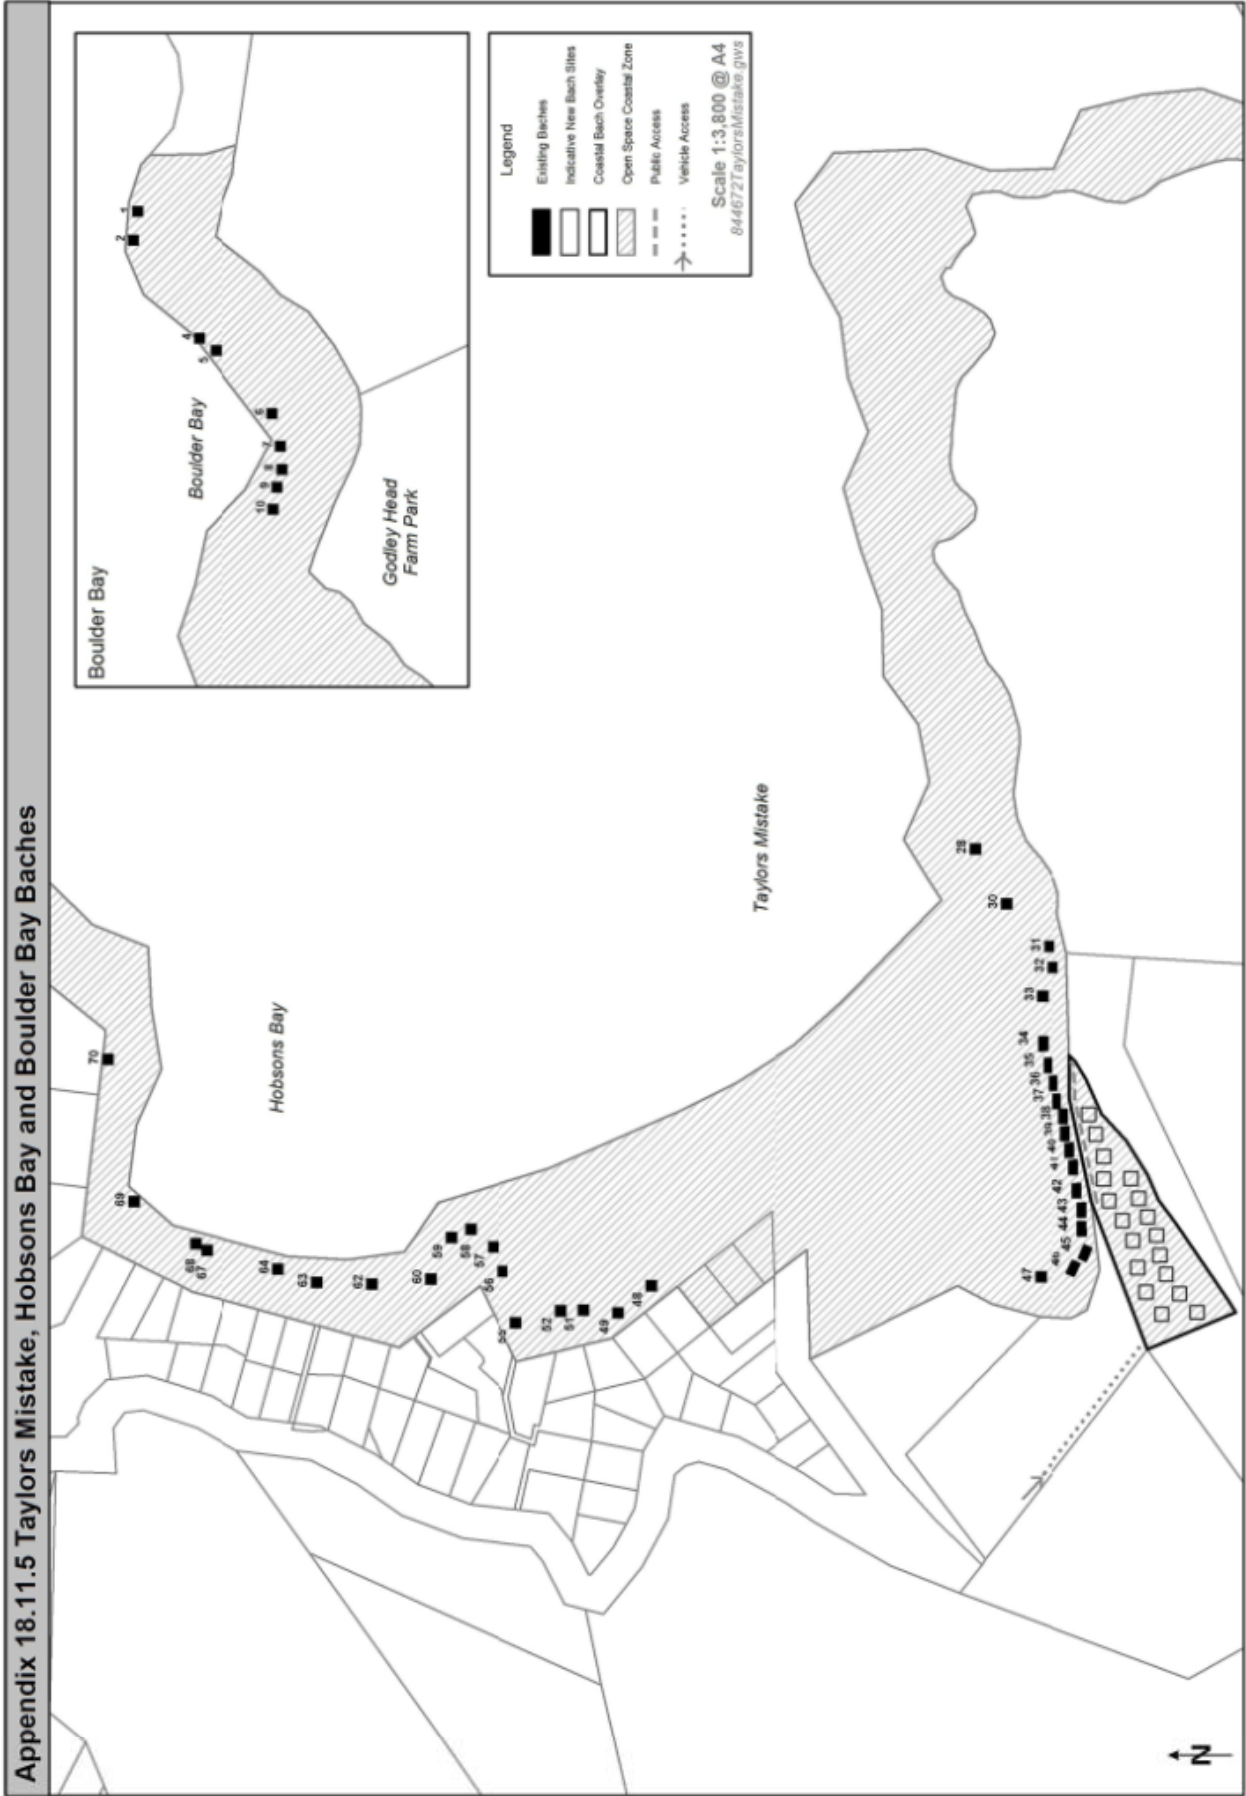 Appendix 18.11.5 Taylors Mistake, Hobsons Bay and Boulder Bay Baches
Boulder Bay
1
2
4
5
6
7
8
9
10
Boulder Bay
Godley Head
Farm Park
Legend
Existing Baches
Indicative New Bach Sites
Coastal Bach Overlay
Open Space Coastal Zone
Public Access
Vehicle Access
Scale 1:3,800 @ A4
844672TaylorsMistake.gws
70
69
68
67
64
63
62
60
59
58
57
56
55
52
51
49
48
Hobsons Bay
Taylors Mistake
28
30
31
32
33
34
35
36
37
38
39
40
41
42
43
44
45
46
47
N